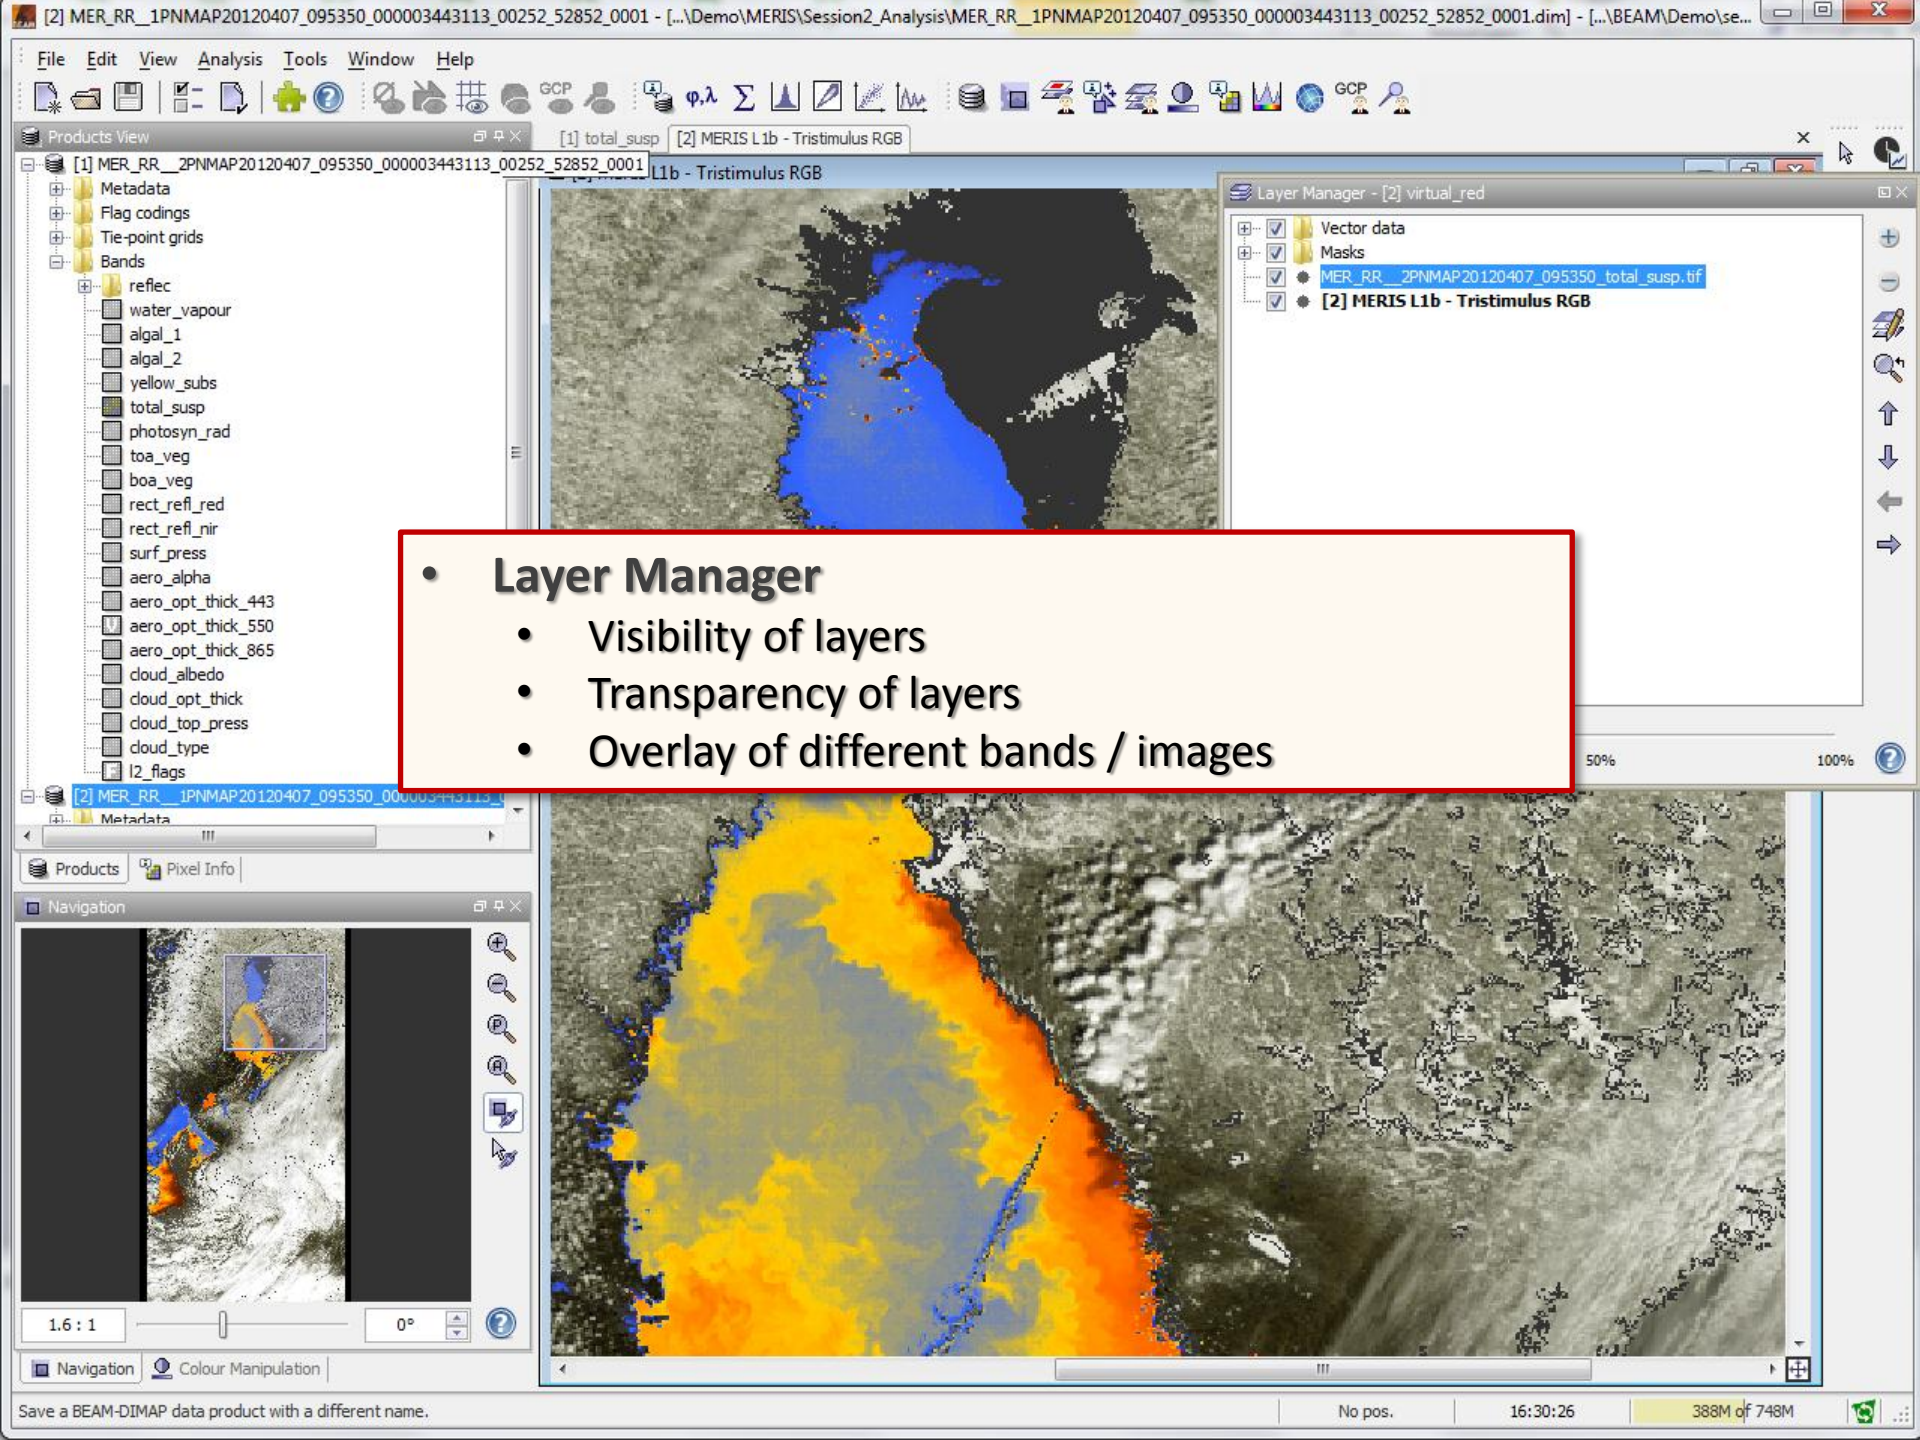 [2] MER_RR__1PNMAP20120407_095350_000003443113_00252_52852_0001 - [...\Demo\MERIS\Session2_Analysis\MER_RR__1PNMAP20120407_095350_000003443113_00252_52852_0001.dim] - [...\BEAM\Demo\se...
File Edit View Analysis Tools Window Help
GCP φ,λ Σ GCP
Products View
[1] total_susp [2] MERIS L1b - Tristimulus RGB
[1] MER_RR__2PNMAP20120407_095350_000003443113_00252_52852_0001
L1b - Tristimulus RGB
Metadata
Flag codings
Tie-point grids
Bands
reflec
water_vapour
algal_1
algal_2
yellow_subs
total_susp
photosyn_rad
toa_veg
boa_veg
rect_refl_red
rect_refl_nir
surf_press
aero_alpha
aero_opt_thick_443
aero_opt_thick_550
aero_opt_thick_865
cloud_albedo
cloud_opt_thick
cloud_top_press
cloud_type
l2_flags
[2] MER_RR__1PNMAP20120407_095350_000003443113_
Metadata
Products Pixel Info
Layer Manager - [2] virtual_red
Vector data
Masks
MER_RR__2PNMAP20120407_095350_total_susp.tif
[2] MERIS L1b - Tristimulus RGB
50% 100%
• Layer Manager
• Visibility of layers
• Transparency of layers
• Overlay of different bands / images
Navigation
1.6 : 1 0°
Navigation Colour Manipulation
Save a BEAM-DIMAP data product with a different name.
No pos. 16:30:26 388M of 748M